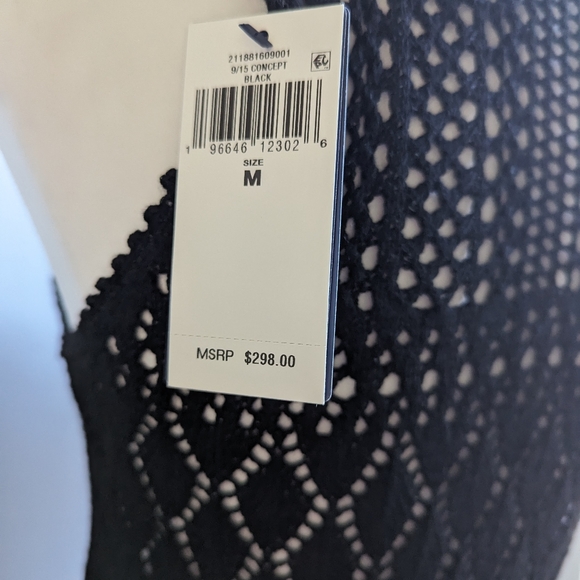 211881609001
9/15 CONCEPT
BLACK
1 96646 12302 6
SIZE
M
MSRP $298.00